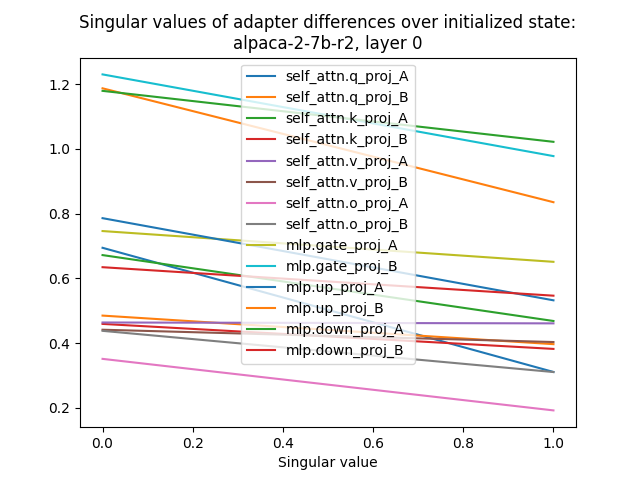 Singular values of adapter differences over initialized state:
alpaca-2-7b-r2, layer 0
1.2
1.0
0.8
0.6
0.4
0.2
self_attn.q_proj_A
self_attn.q_proj_B
self_attn.k_proj_A
self_attn.k_proj_B
self_attn.v_proj_A
self_attn.v_proj_B
self_attn.o_proj_A
self_attn.o_proj_B
mlp.gate_proj_A
mlp.gate_proj_B
mlp.up_proj_A
mlp.up_proj_B
mlp.down_proj_A
mlp.down_proj_B
0.0 0.2 0.4 0.6 0.8 1.0
Singular value